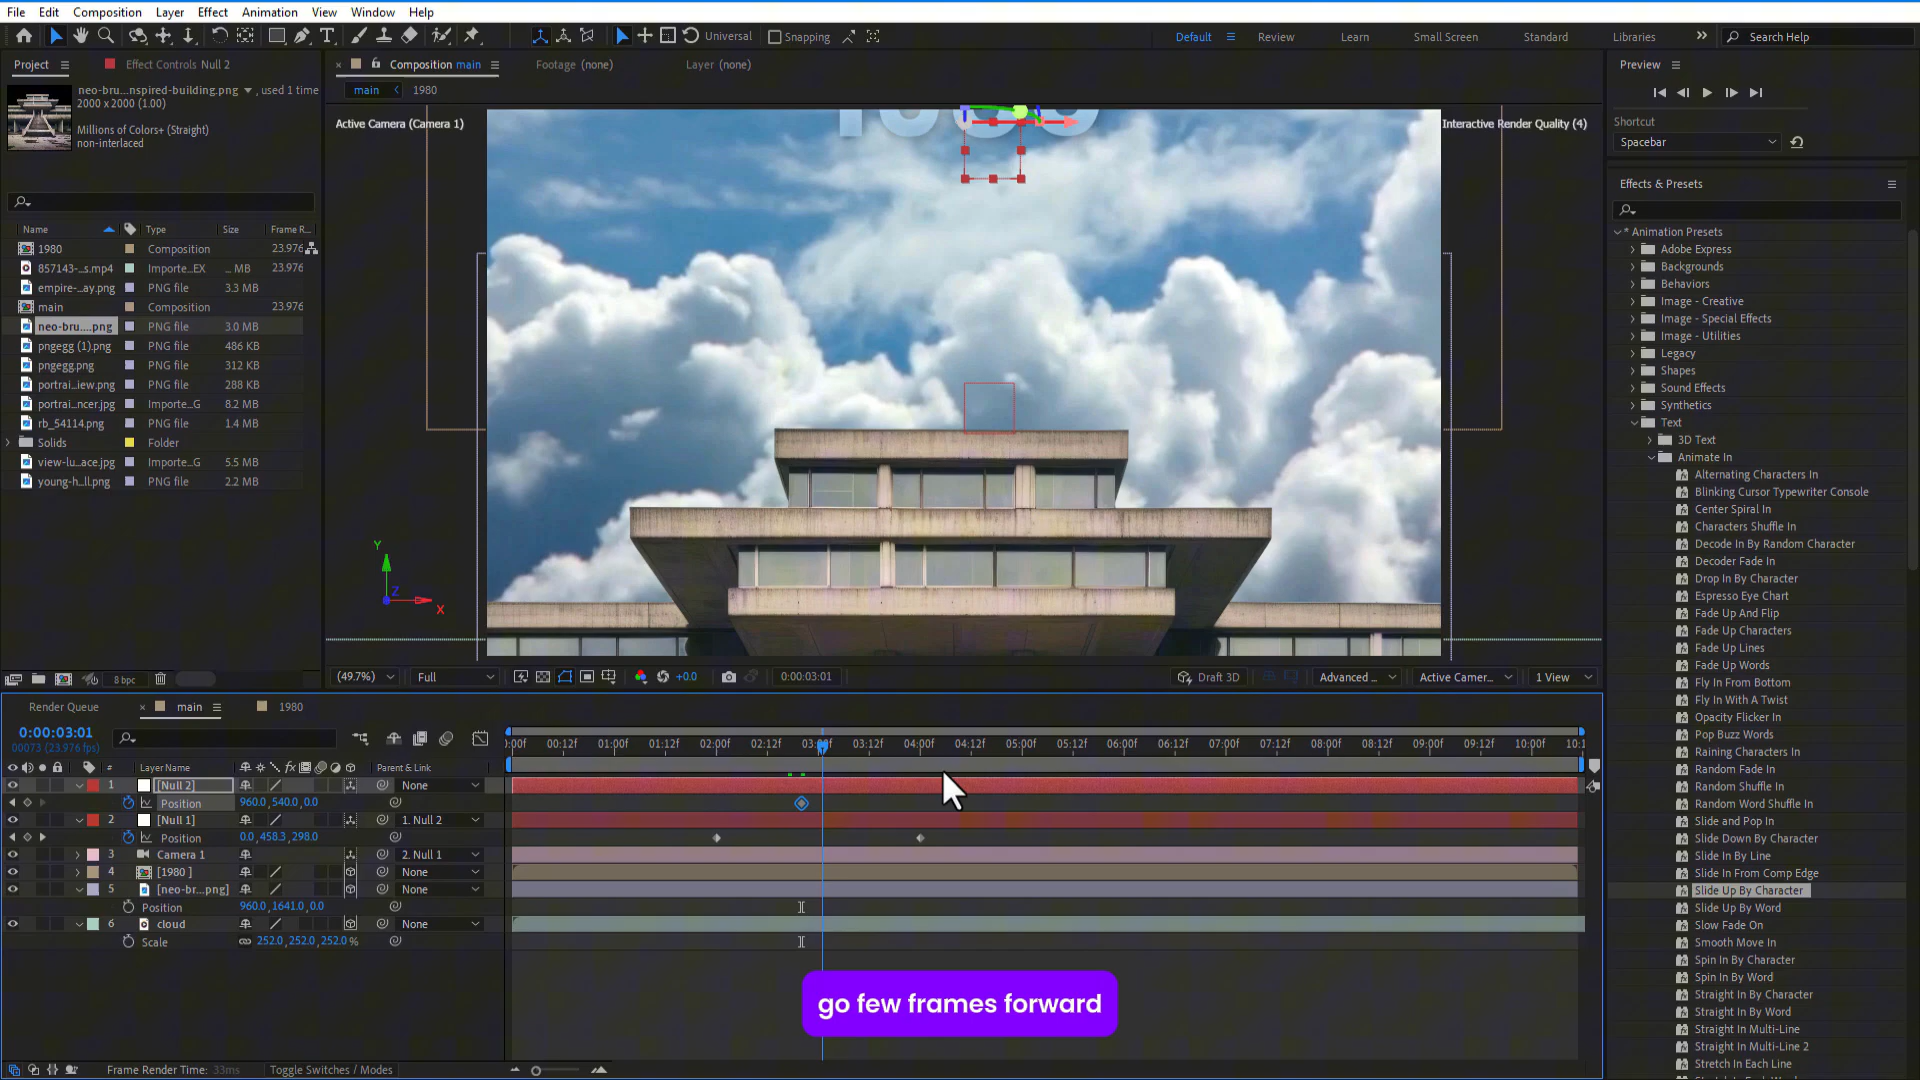 File Edit Composition Layer Effect Animation View Window Help
Universal Snapping Default Review Learn Small Screen Standard Libraries Search Help
Project Effect Controls Null 2
neo-bru...nspired-building.png , used 1 time
2000 x 2000 (1.00)
Millions of Colors+ (Straight)
non-interlaced
Name Type Size Frame R...
1980 Composition 23.976
857143-...s.mp4 Importe...EX ... MB 23.976
empire-...ay.png PNG file 3.3 MB
main Composition 23.976
neo-bru....png PNG file 3.0 MB
pngegg (1).png PNG file 486 KB
pngegg.png PNG file 312 KB
portrai...iew.png PNG file 288 KB
portrai...ncer.jpg Importe...G 8.2 MB
rb_54114.png PNG file 1.4 MB
Solids Folder
view-lu...ace.jpg Importe...G 5.5 MB
young-h...ll.png PNG file 2.2 MB
8 bpc
Composition main Footage (none) Layer (none)
main 1980
Active Camera (Camera 1) Interactive Render Quality (4)
Y
Z
X
(49.7%) Full +0.0 0:00:03:01 Draft 3D Advanced ... Active Camer... 1 View
Preview
Shortcut
Spacebar
Effects & Presets
* Animation Presets
Adobe Express
Backgrounds
Behaviors
Image - Creative
Image - Special Effects
Image - Utilities
Legacy
Shapes
Sound Effects
Synthetics
Text
3D Text
Animate In
Alternating Characters In
Blinking Cursor Typewriter Console
Center Spiral In
Characters Shuffle In
Decode In By Random Character
Decoder Fade In
Drop In By Character
Espresso Eye Chart
Fade Up And Flip
Fade Up Characters
Fade Up Lines
Fade Up Words
Fly In From Bottom
Fly In With A Twist
Opacity Flicker In
Pop Buzz Words
Raining Characters In
Random Fade In
Random Shuffle In
Random Word Shuffle In
Slide and Pop In
Slide Down By Character
Slide In By Line
Slide In From Comp Edge
Slide Up By Character
Slide Up By Word
Slow Fade On
Smooth Move In
Spin In By Character
Spin In By Word
Straight In By Character
Straight In By Word
Straight In Multi-Line
Straight In Multi-Line 2
Stretch In Each Line
Render Queue main 1980
0:00:03:01
00073 (23.976 fps)
:00f 00:12f 01:00f 01:12f 02:00f 02:12f 03:00f 03:12f 04:00f 04:12f 05:00f 05:12f 06:00f 06:12f 07:00f 07:12f 08:00f 08:12f 09:00f 09:12f 10:00f 10:1
# Layer Name Parent & Link
1 [Null 2] None
Position 960.0,540.0,0.0
2 [Null 1] 1. Null 2
Position 0.0,458.3,298.0
3 Camera 1 2. Null 1
4 [1980 ] None
5 [neo-br...png] None
Position 960.0,1641.0,0.0
6 cloud None
Scale 252.0,252.0,252.0 %
go few frames forward
Frame Render Time: 33ms Toggle Switches / Modes